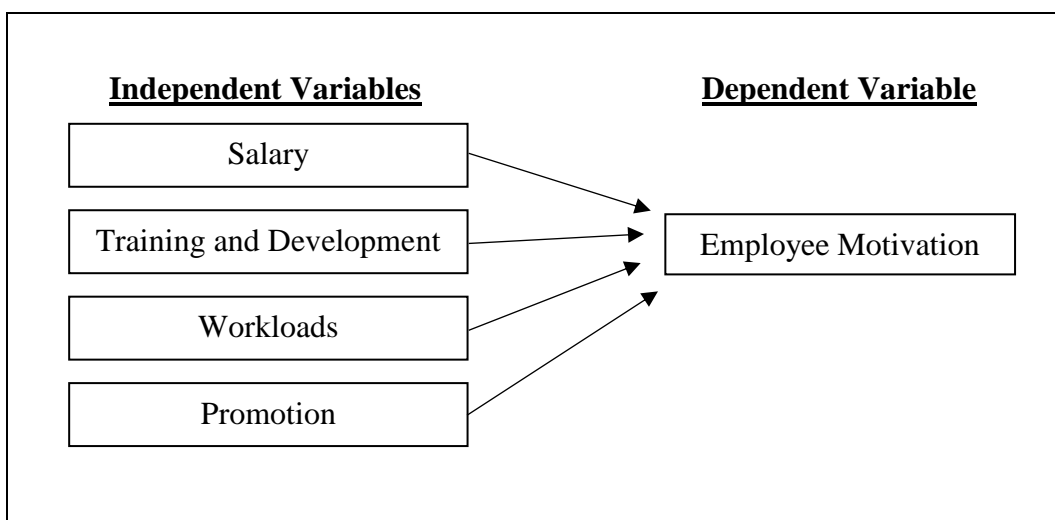 Independent Variables
Dependent Variable
Salary
Training and Development
Employee Motivation
Workloads
Promotion